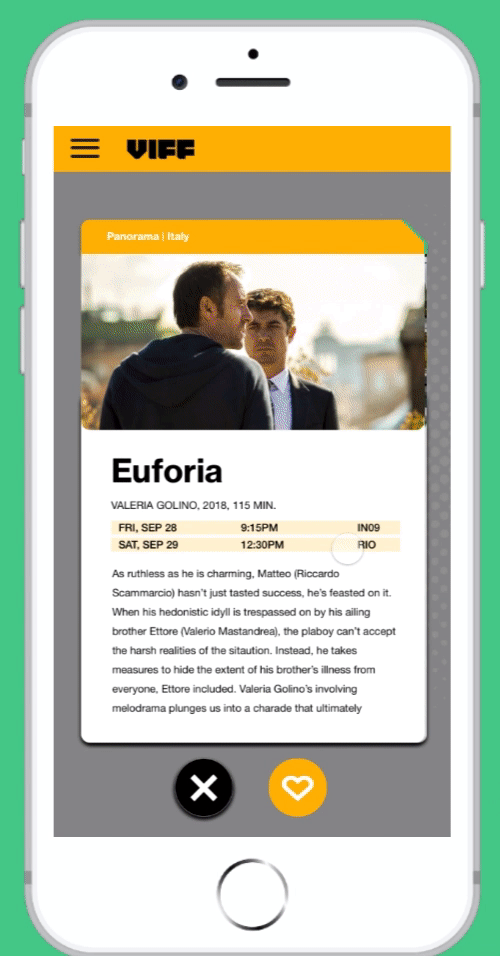 VIFF
Panorama | Italy
Euforia
VALERIA GOLINO, 2018, 115 MIN.
FRI, SEP 28 9:15PM IN09
SAT, SEP 29 12:30PM RIO
As ruthless as he is charming, Matteo (Riccardo
Scammarcio) hasn't just tasted success, he's feasted on it.
When his hedonistic idyll is trespassed on by his ailing
brother Ettore (Valerio Mastandrea), the plaboy can't accept
the harsh realities of the sitaution. Instead, he takes
measures to hide the extent of his brother's illness from
everyone, Ettore included. Valeria Golino's involving
melodrama plunges us into a charade that ultimately